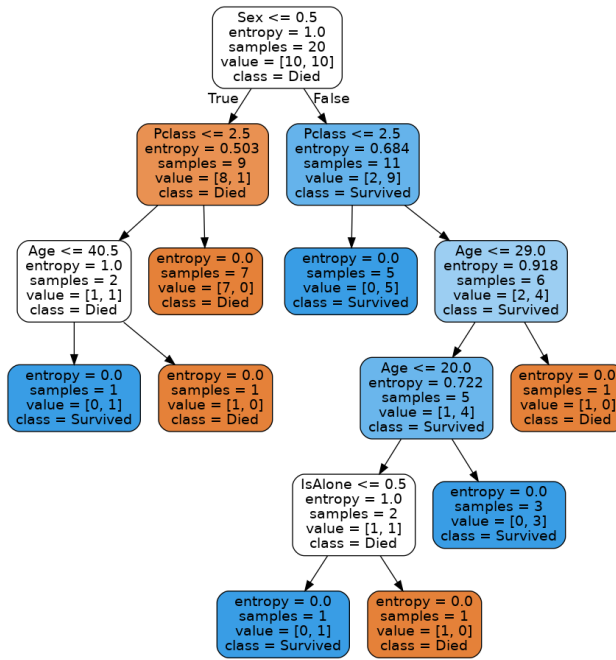 Sex <= 0.5
entropy = 1.0
samples = 20
value = [10, 10]
class = Died
True
False
Pclass <= 2.5
entropy = 0.503
samples = 9
value = [8, 1]
class = Died
Pclass <= 2.5
entropy = 0.684
samples = 11
value = [2, 9]
class = Survived
Age <= 40.5
entropy = 1.0
samples = 2
value = [1, 1]
class = Died
entropy = 0.0
samples = 7
value = [7, 0]
class = Died
entropy = 0.0
samples = 5
value = [0, 5]
class = Survived
Age <= 29.0
entropy = 0.918
samples = 6
value = [2, 4]
class = Survived
entropy = 0.0
samples = 1
value = [0, 1]
class = Survived
entropy = 0.0
samples = 1
value = [1, 0]
class = Died
Age <= 20.0
entropy = 0.722
samples = 5
value = [1, 4]
class = Survived
entropy = 0.0
samples = 1
value = [1, 0]
class = Died
IsAlone <= 0.5
entropy = 1.0
samples = 2
value = [1, 1]
class = Died
entropy = 0.0
samples = 3
value = [0, 3]
class = Survived
entropy = 0.0
samples = 1
value = [0, 1]
class = Survived
entropy = 0.0
samples = 1
value = [1, 0]
class = Died